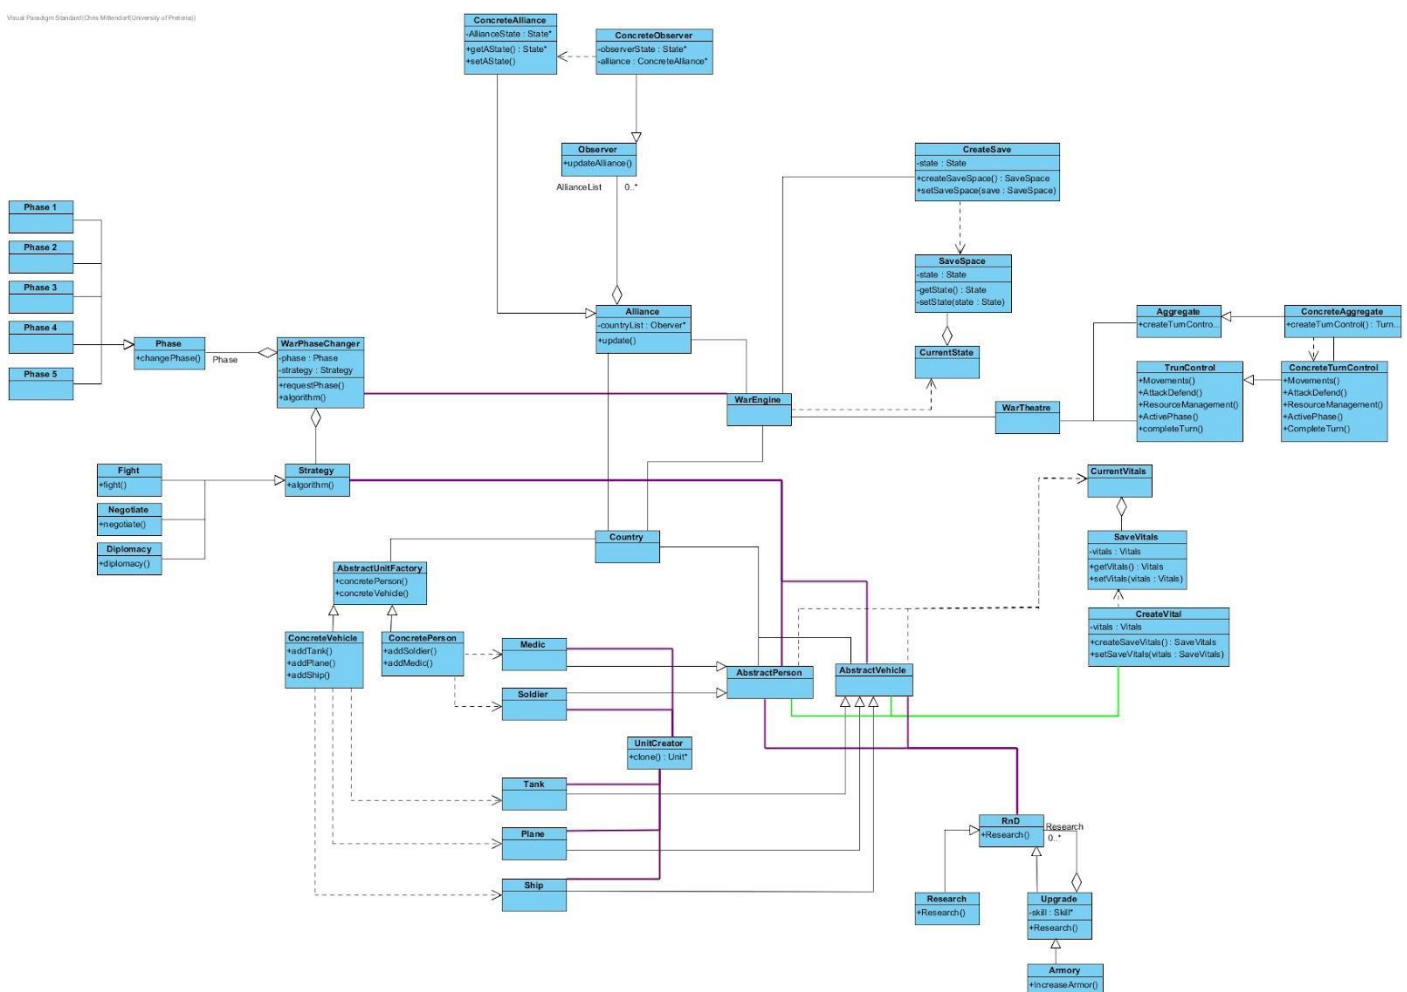 Visual Paradigm Standard(Chris Mittendorf(University of Pretoria))
ConcreteAlliance
-AllianceState : State*
+getAState() : State*
+setAState()
ConcreteObserver
-observerState : State*
-alliance : ConcreteAlliance*
Observer
+updateAlliance()
AllianceList
0..*
CreateSave
-state : State
+createSaveSpace() : SaveSpace
+setSaveSpace(save : SaveSpace)
Phase 1
Phase 2
Phase 3
Phase 4
Phase 5
Phase
+changePhase()
Phase
WarPhaseChanger
-phase : Phase
-strategy : Strategy
+requestPhase()
+algorithm()
Alliance
-countryList : Oberver*
+update()
SaveSpace
-state : State
-getState() : State
-setState(state : State)
CurrentState
Aggregate
+createTurnContro...
ConcreteAggregate
+createTurnControl() : Turn...
TrunControl
+Movements()
+AttackDefend()
+ResourceManagement()
+ActivePhase()
+completeTurn()
ConcreteTurnControl
+Movements()
+AttackDefend()
+ResourceManagement()
+ActivePhase()
+CompleteTurn()
WarEngine
WarTheatre
Fight
+fight()
Negotiate
+negotiate()
Diplomacy
+diplomacy()
Strategy
+algorithm()
CurrentVitals
SaveVitals
-vitals : Vitals
+getVitals() : Vitals
+setVitals(vitals : Vitals)
CreateVital
-vitals : Vitals
+createSaveVitals() : SaveVitals
+setSaveVitals(vitals : SaveVitals)
Country
AbstractUnitFactory
+concretePerson()
+concreteVehicle()
ConcreteVehicle
+addTank()
+addPlane()
+addShip()
ConcretePerson
+addSoldier()
+addMedic()
Medic
Soldier
AbstractPerson
AbstractVehicle
UnitCreator
+clone() : Unit*
Tank
Plane
Ship
RnD
+Research()
Research
0..*
Research
+Research()
Upgrade
-skill : Skill*
+Research()
Armory
+IncreaseArmor()